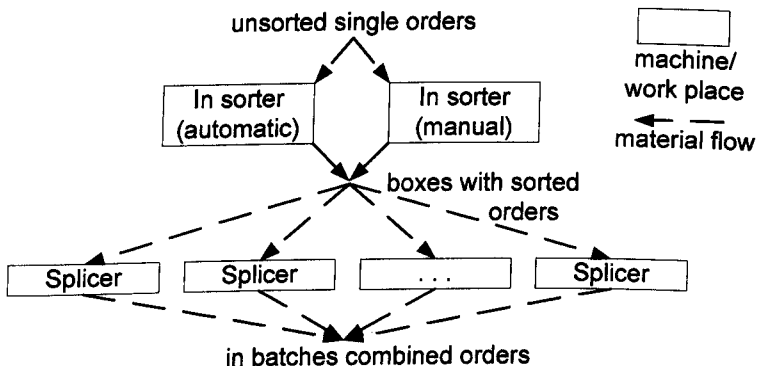 unsorted single orders
machine/
work place
material flow
In sorter
(automatic)
In sorter
(manual)
boxes with sorted
orders
Splicer
Splicer
. . .
Splicer
in batches combined orders